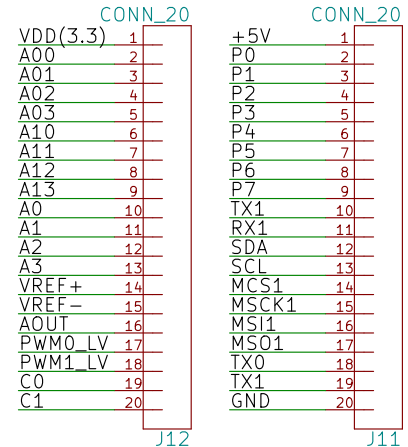 CONN_20
VDD(3.3) 1
A00 2
A01 3
A02 4
A03 5
A10 6
A11 7
A12 8
A13 9
A0 10
A1 11
A2 12
A3 13
VREF+ 14
VREF- 15
AOUT 16
PWM0_LV 17
PWM1_LV 18
C0 19
C1 20
J12
CONN_20
+5V 1
P0 2
P1 3
P2 4
P3 5
P4 6
P5 7
P6 8
P7 9
TX1 10
RX1 11
SDA 12
SCL 13
MCS1 14
MSCK1 15
MSI1 16
MSO1 17
TX0 18
TX1 19
GND 20
J11